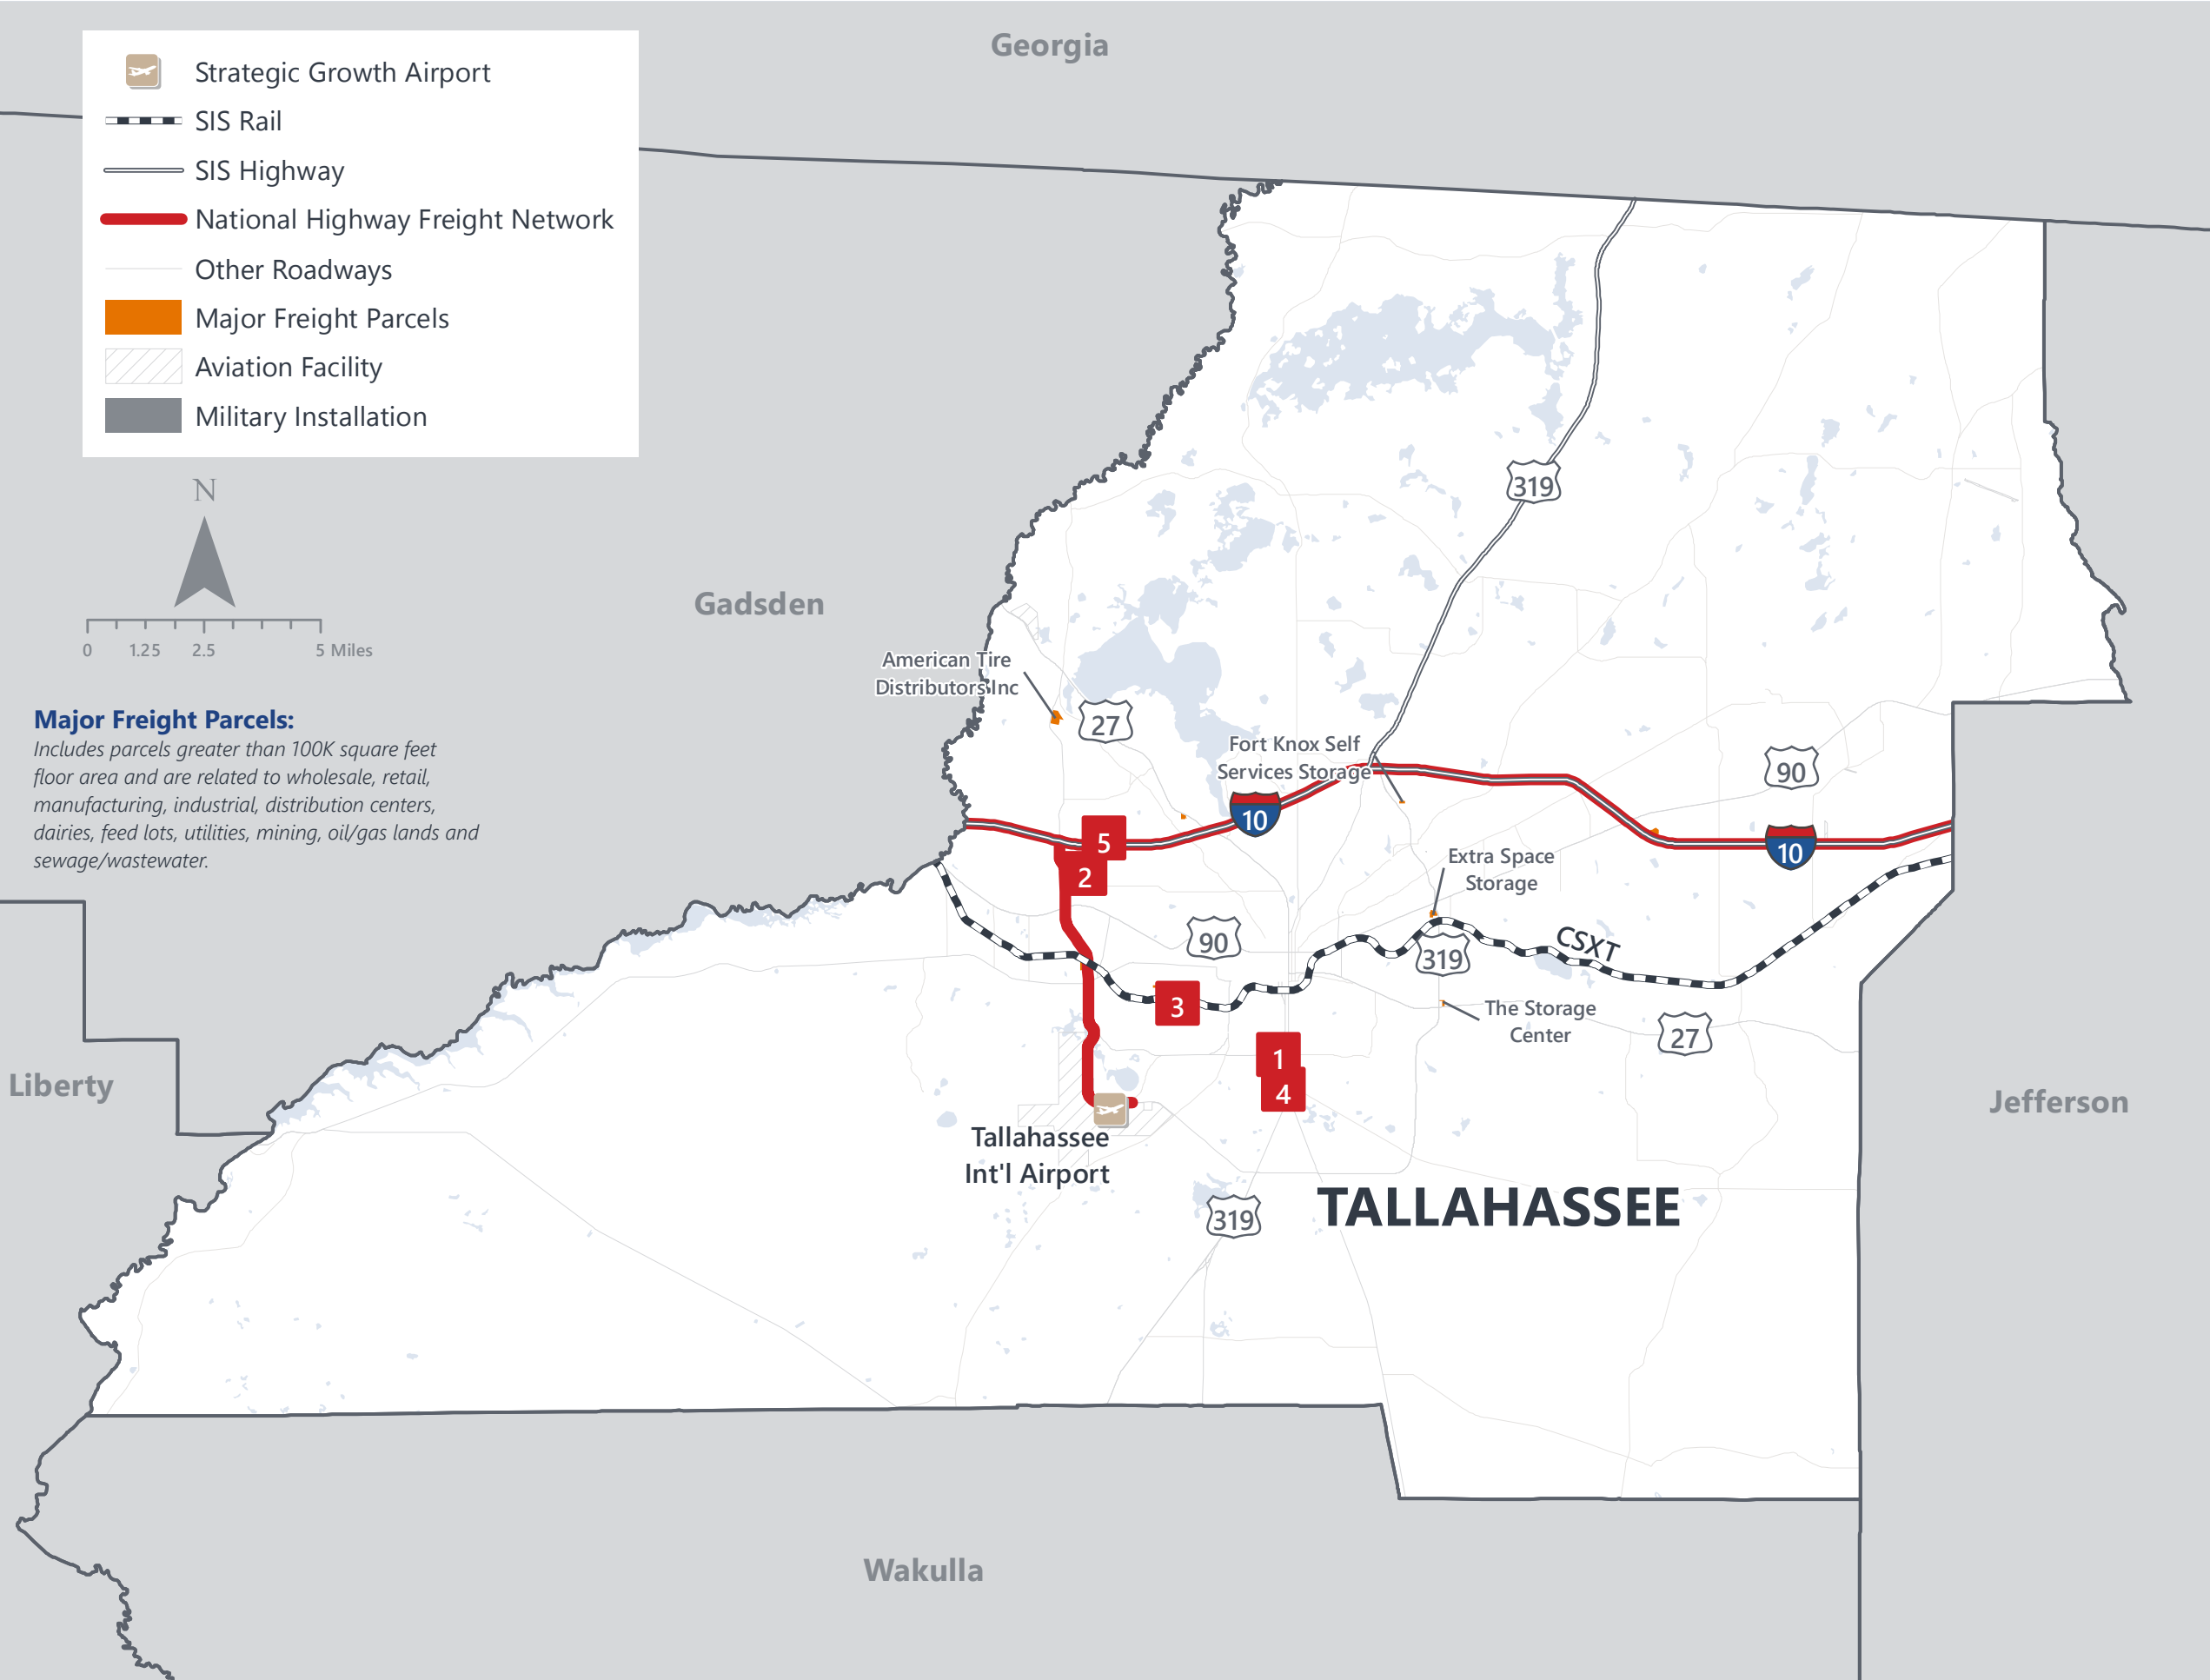 Georgia
Strategic Growth Airport
SIS Rail
SIS Highway
National Highway Freight Network
Other Roadways
Major Freight Parcels
Aviation Facility
Military Installation
N
0 1.25 2.5 5 Miles
Major Freight Parcels:
Includes parcels greater than 100K square feet
floor area and are related to wholesale, retail,
manufacturing, industrial, distribution centers,
dairies, feed lots, utilities, mining, oil/gas lands and
sewage/wastewater.
319
Gadsden
American Tire
Distributors Inc
27
Fort Knox Self
Services Storage
90
10
5
10
2
Extra Space
Storage
90
319
CSXT
3
The Storage
Center
27
1
4
Liberty
Jefferson
Tallahassee
Int'l Airport
TALLAHASSEE
319
Wakulla